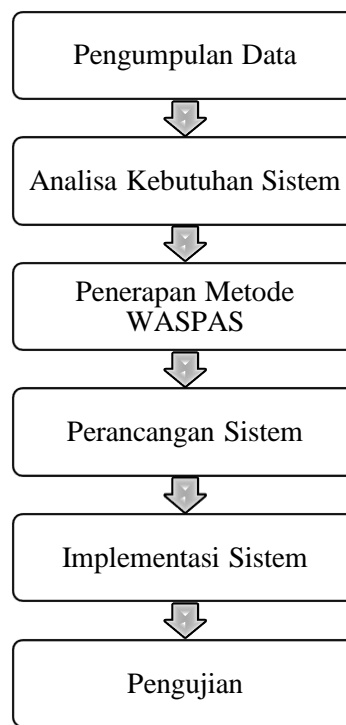 Pengumpulan Data
Analisa Kebutuhan Sistem
Penerapan Metode
WASPAS
Perancangan Sistem
Implementasi Sistem
Pengujian